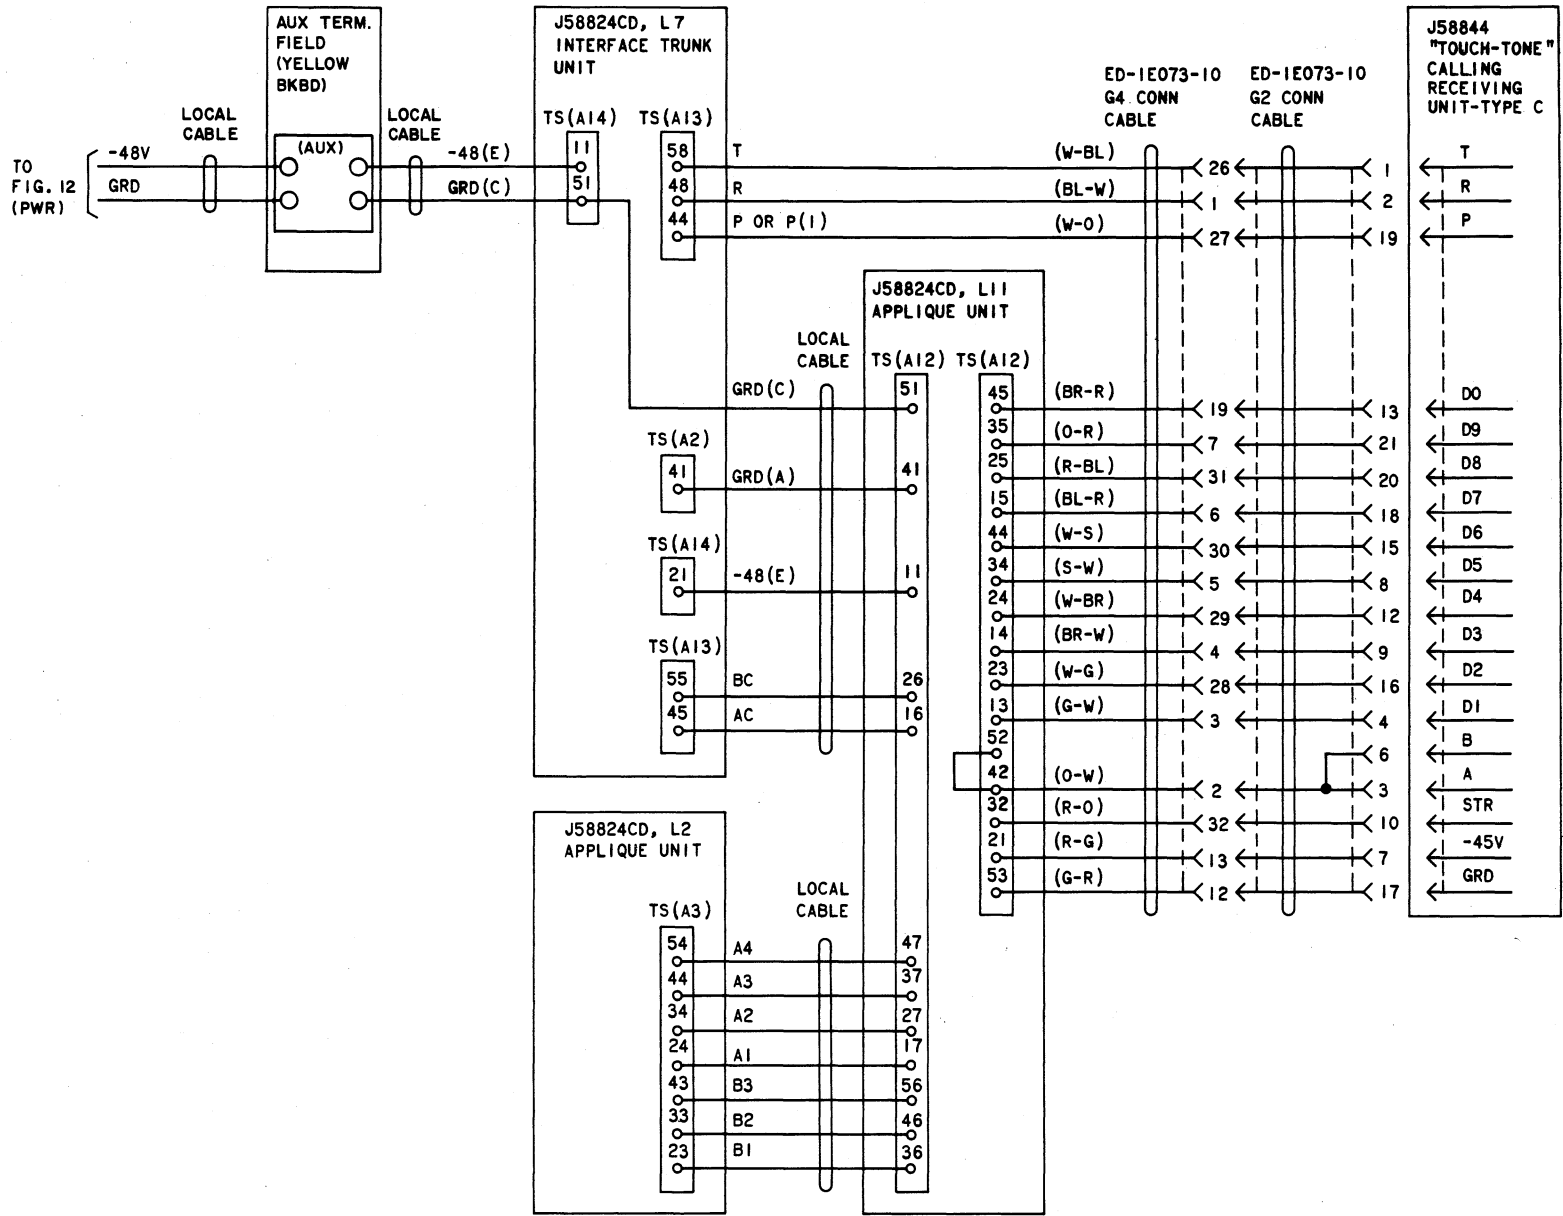 AUX TERM.
FIELD
(YELLOW
BKBD)
J58824CD, L7
INTERFACE TRUNK
UNIT
J58844
"TOUCH-TONE"
CALLING
RECEIVING
UNIT-TYPE C
ED-1E073-10
G4 CONN
CABLE
ED-1E073-10
G2 CONN
CABLE
LOCAL
CABLE
LOCAL
CABLE
TS(A14)
TS(A13)
TO
FIG. 12
(PWR)
-48V
GRD
(AUX)
-48(E)
GRD(C)
11
51
58 T (W-BL) 26 1 T
48 R (BL-W) 1 2 R
44 P OR P(1) (W-O) 27 19 P
J58824CD, L11
APPLIQUE UNIT
LOCAL
CABLE
TS(A12) TS(A12)
GRD(C) 51
TS(A2)
41 GRD(A) 41
TS(A14)
21 -48(E) 11
TS(A13)
55 BC 26
45 AC 16
45 (BR-R) 19 13 D0
35 (O-R) 7 21 D9
25 (R-BL) 31 20 D8
15 (BL-R) 6 18 D7
44 (W-S) 30 15 D6
34 (S-W) 5 8 D5
24 (W-BR) 29 12 D4
14 (BR-W) 4 9 D3
23 (W-G) 28 16 D2
13 (G-W) 3 4 D1
52 6 B
42 (O-W) 2 3 A
32 (R-O) 32 10 STR
21 (R-G) 13 7 -45V
53 (G-R) 12 17 GRD
J58824CD, L2
APPLIQUE UNIT
LOCAL
CABLE
TS(A3)
54 A4 47
44 A3 37
34 A2 27
24 A1 17
43 B3 56
33 B2 46
23 B1 36